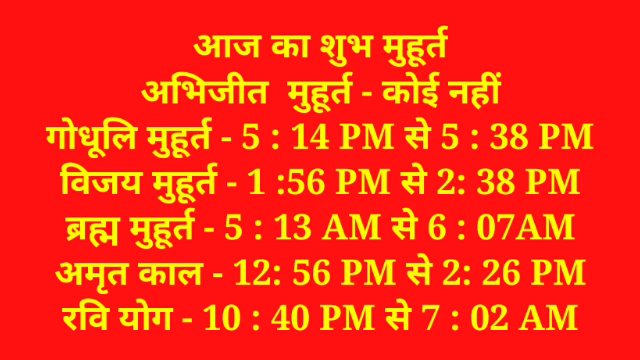 आज का शुभ मुहूर्त
अभिजीत मुहूर्त - कोई नहीं
गोधूलि मुहूर्त - 5 : 14 PM से 5 : 38 PM
विजय मुहूर्त - 1 :56 PM से 2: 38 PM
ब्रह्म मुहूर्त - 5 : 13 AM से 6 : 07AM
अमृत काल - 12: 56 PM से 2: 26 PM
रवि योग - 10 : 40 PM से 7 : 02 AM